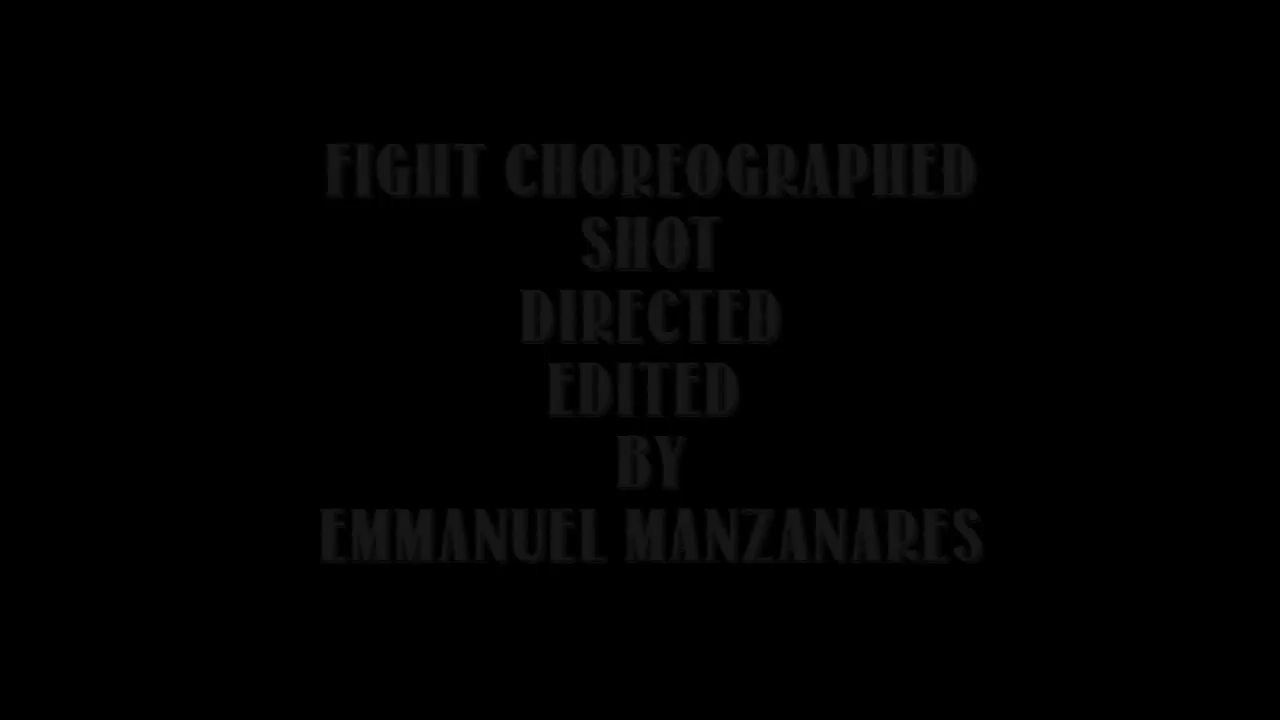 FIGHT CHOREOGRAPHED
SHOT
DIRECTED
EDITED
BY
EMMANUEL MANZANARES